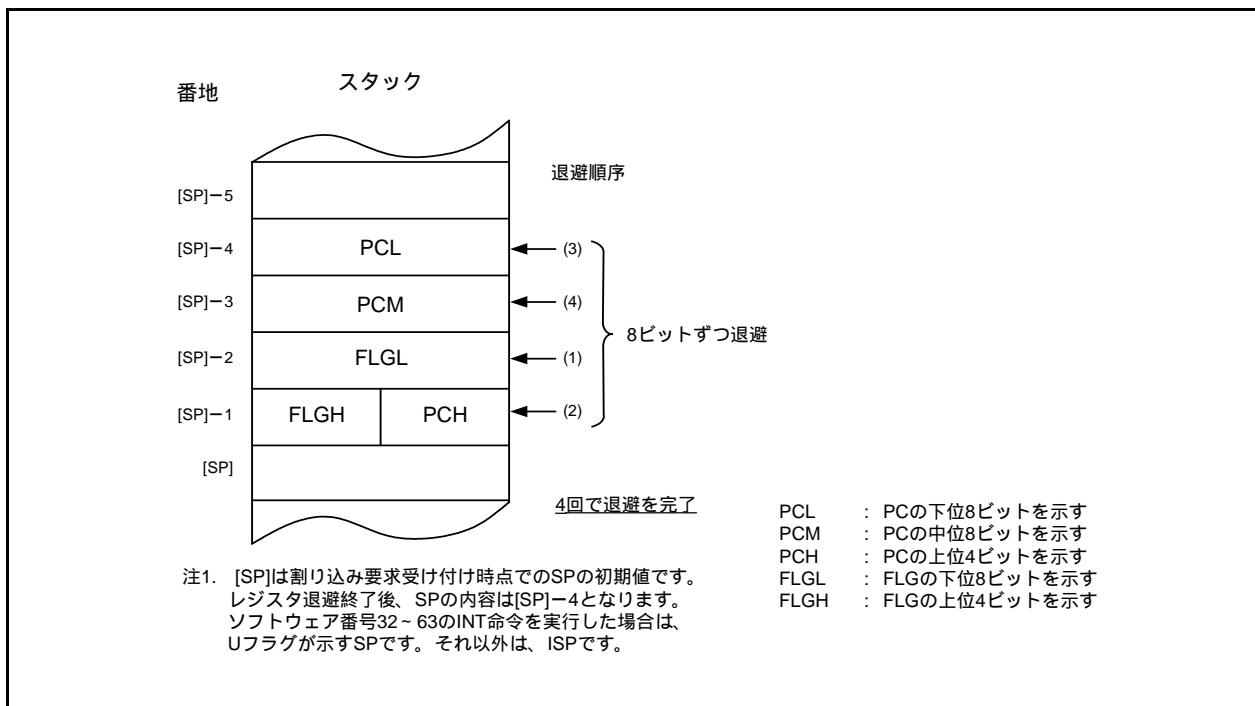 番地
スタック
退避順序
[SP]－5
[SP]－4
PCL
(3)
[SP]－3
PCM
(4)
8ビットずつ退避
[SP]－2
FLGL
(1)
[SP]－1
FLGH
PCH
(2)
[SP]
4回で退避を完了
PCL : PCの下位8ビットを示す
PCM : PCの中位8ビットを示す
PCH : PCの上位4ビットを示す
FLGL : FLGの下位8ビットを示す
FLGH : FLGの上位4ビットを示す
注1. [SP]は割り込み要求受け付け時点でのSPの初期値です。
レジスタ退避終了後、SPの内容は[SP]－4となります。
ソフトウェア番号32～63のINT命令を実行した場合は、
Uフラグが示すSPです。それ以外は、ISPです。